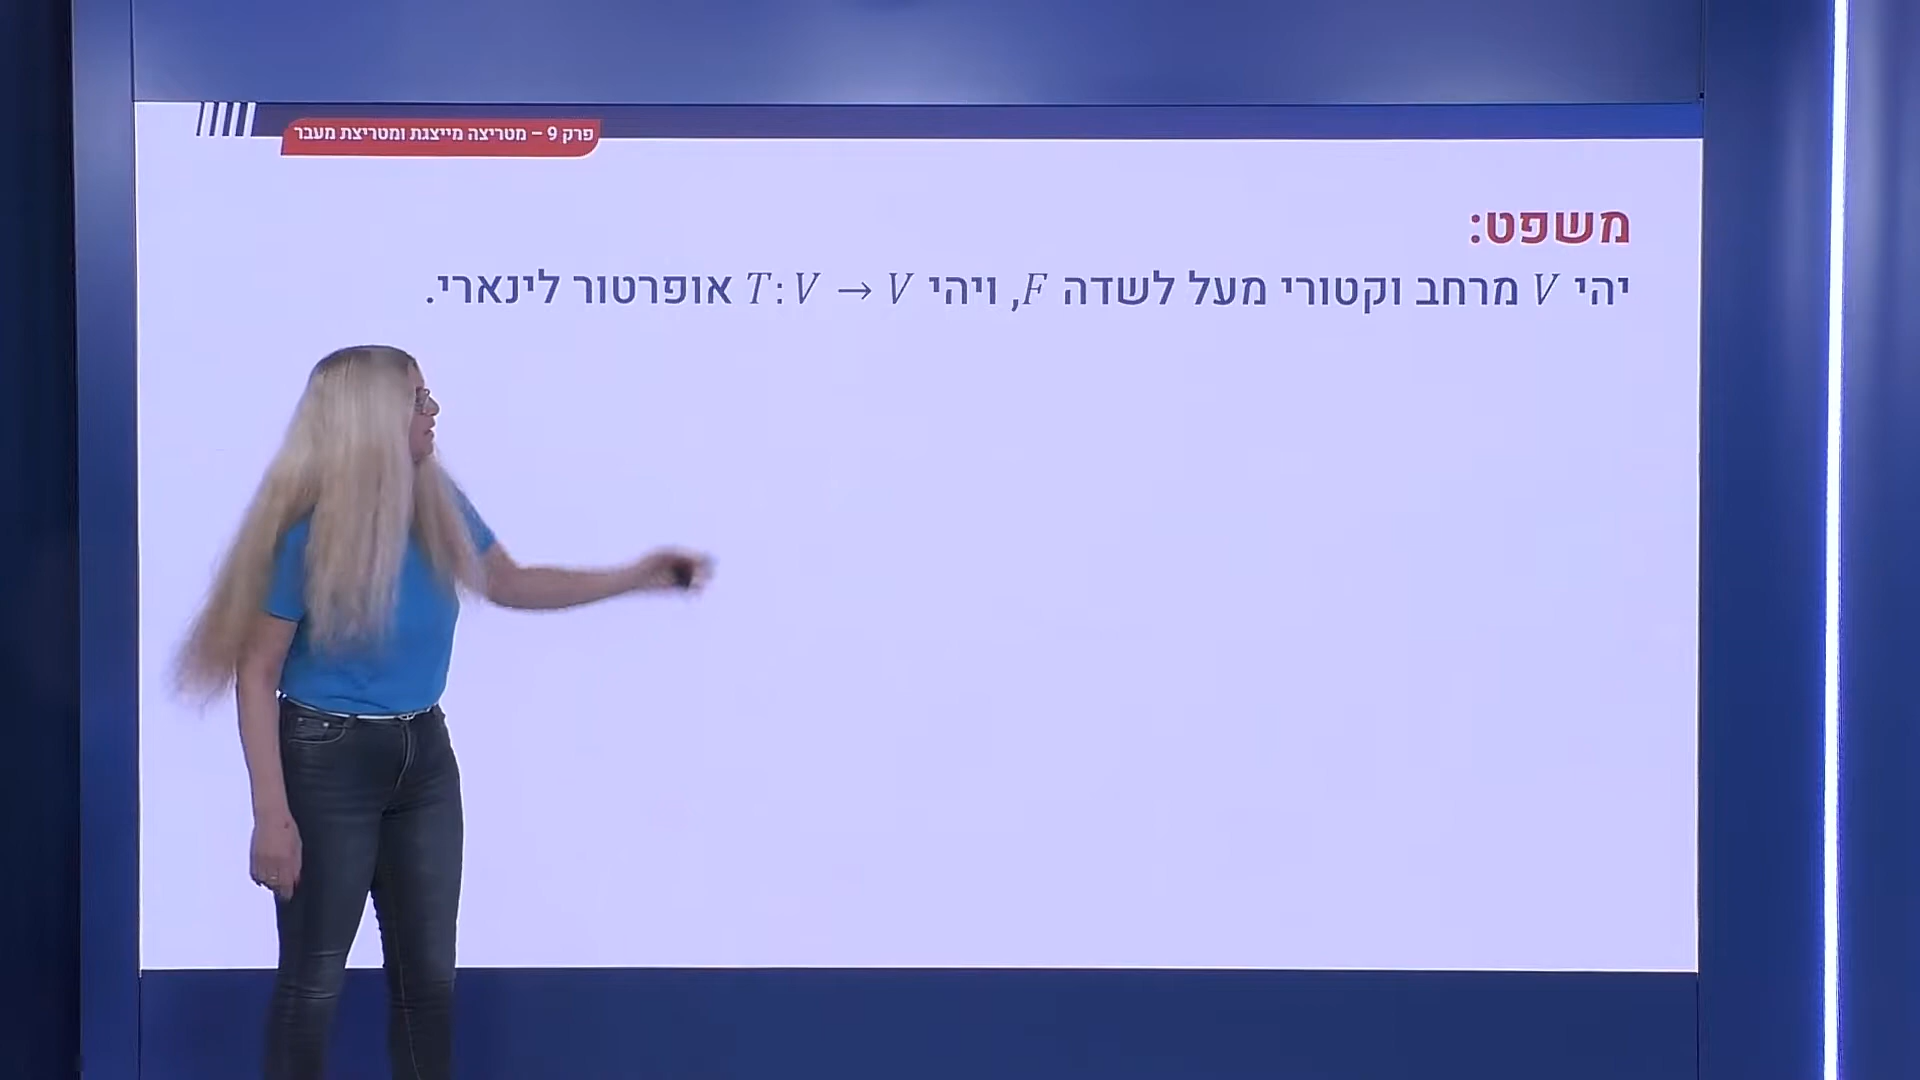 פרק 9 – מטריצה מייצגת ומטריצת מעבר
משפט:
יהי V מרחב וקטורי מעל לשדה F, ויהי T: V → V אופרטור לינארי.